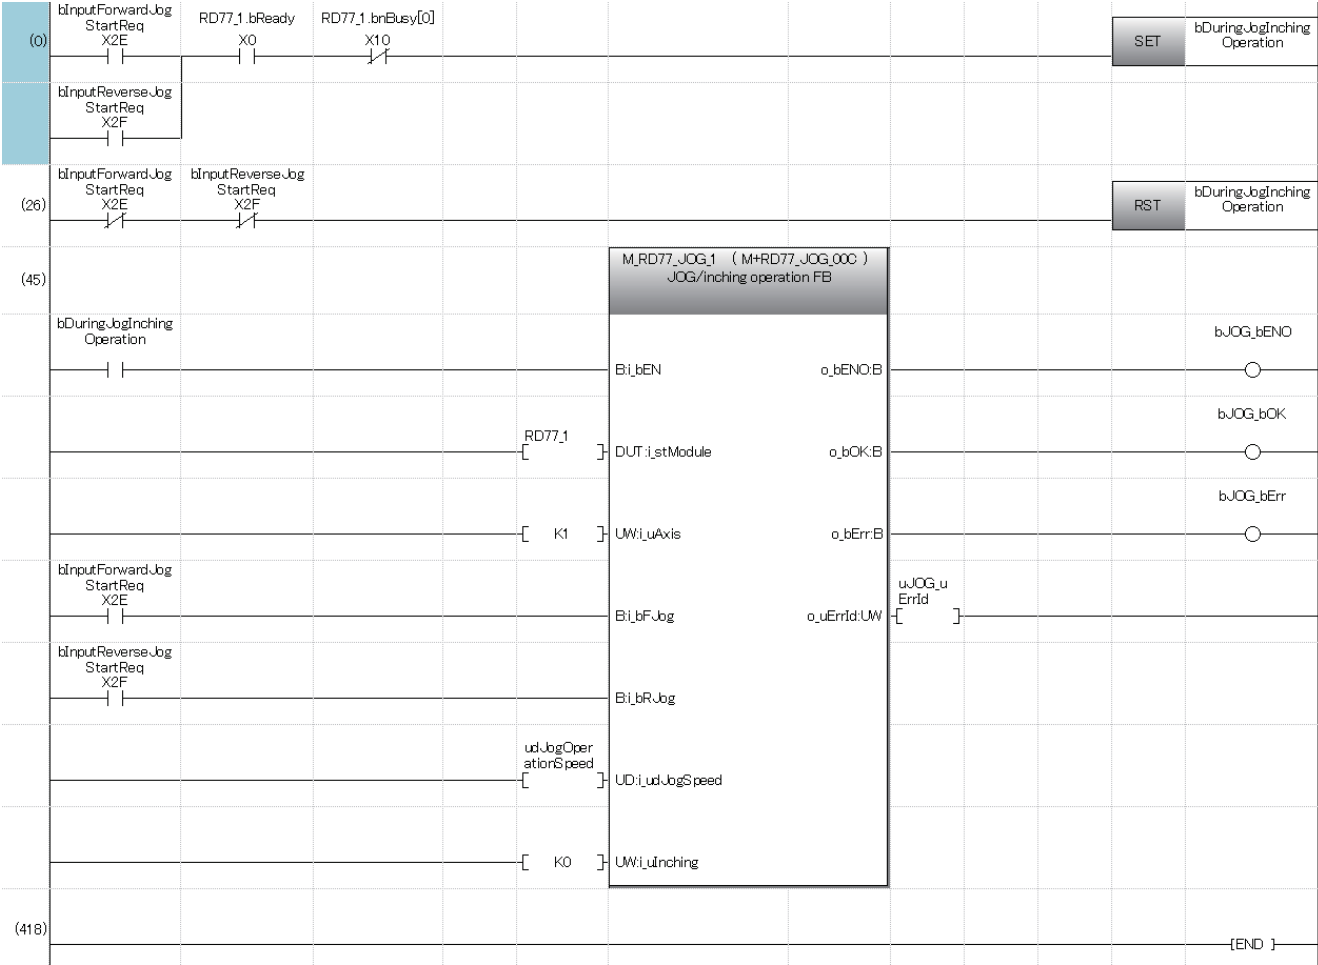 bInputForwardJog
StartReq
X2E
RD77_1.bReady
X0
RD77_1.bnBusy[0]
X10
(0)
SET
bDuringJogInching
Operation
bInputReverseJog
StartReq
X2F
bInputForwardJog
StartReq
X2E
bInputReverseJog
StartReq
X2F
(26)
RST
bDuringJogInching
Operation
(45)
M_RD77_JOG_1 ( M+RD77_JOG_00C )
JOG/inching operation FB
bDuringJogInching
Operation
B:i_bEN
o_bENO:B
bJOG_bENO
RD77_1
DUT:i_stModule
o_bOK:B
bJOG_bOK
K1
UW:i_uAxis
o_bErr:B
bJOG_bErr
bInputForwardJog
StartReq
X2E
B:i_bFJog
o_uErrId:UW
uJOG_u
ErrId
bInputReverseJog
StartReq
X2F
B:i_bRJog
udJogOper
ationSpeed
UD:i_udJogSpeed
K0
UW:i_uInching
(418)
[END ]